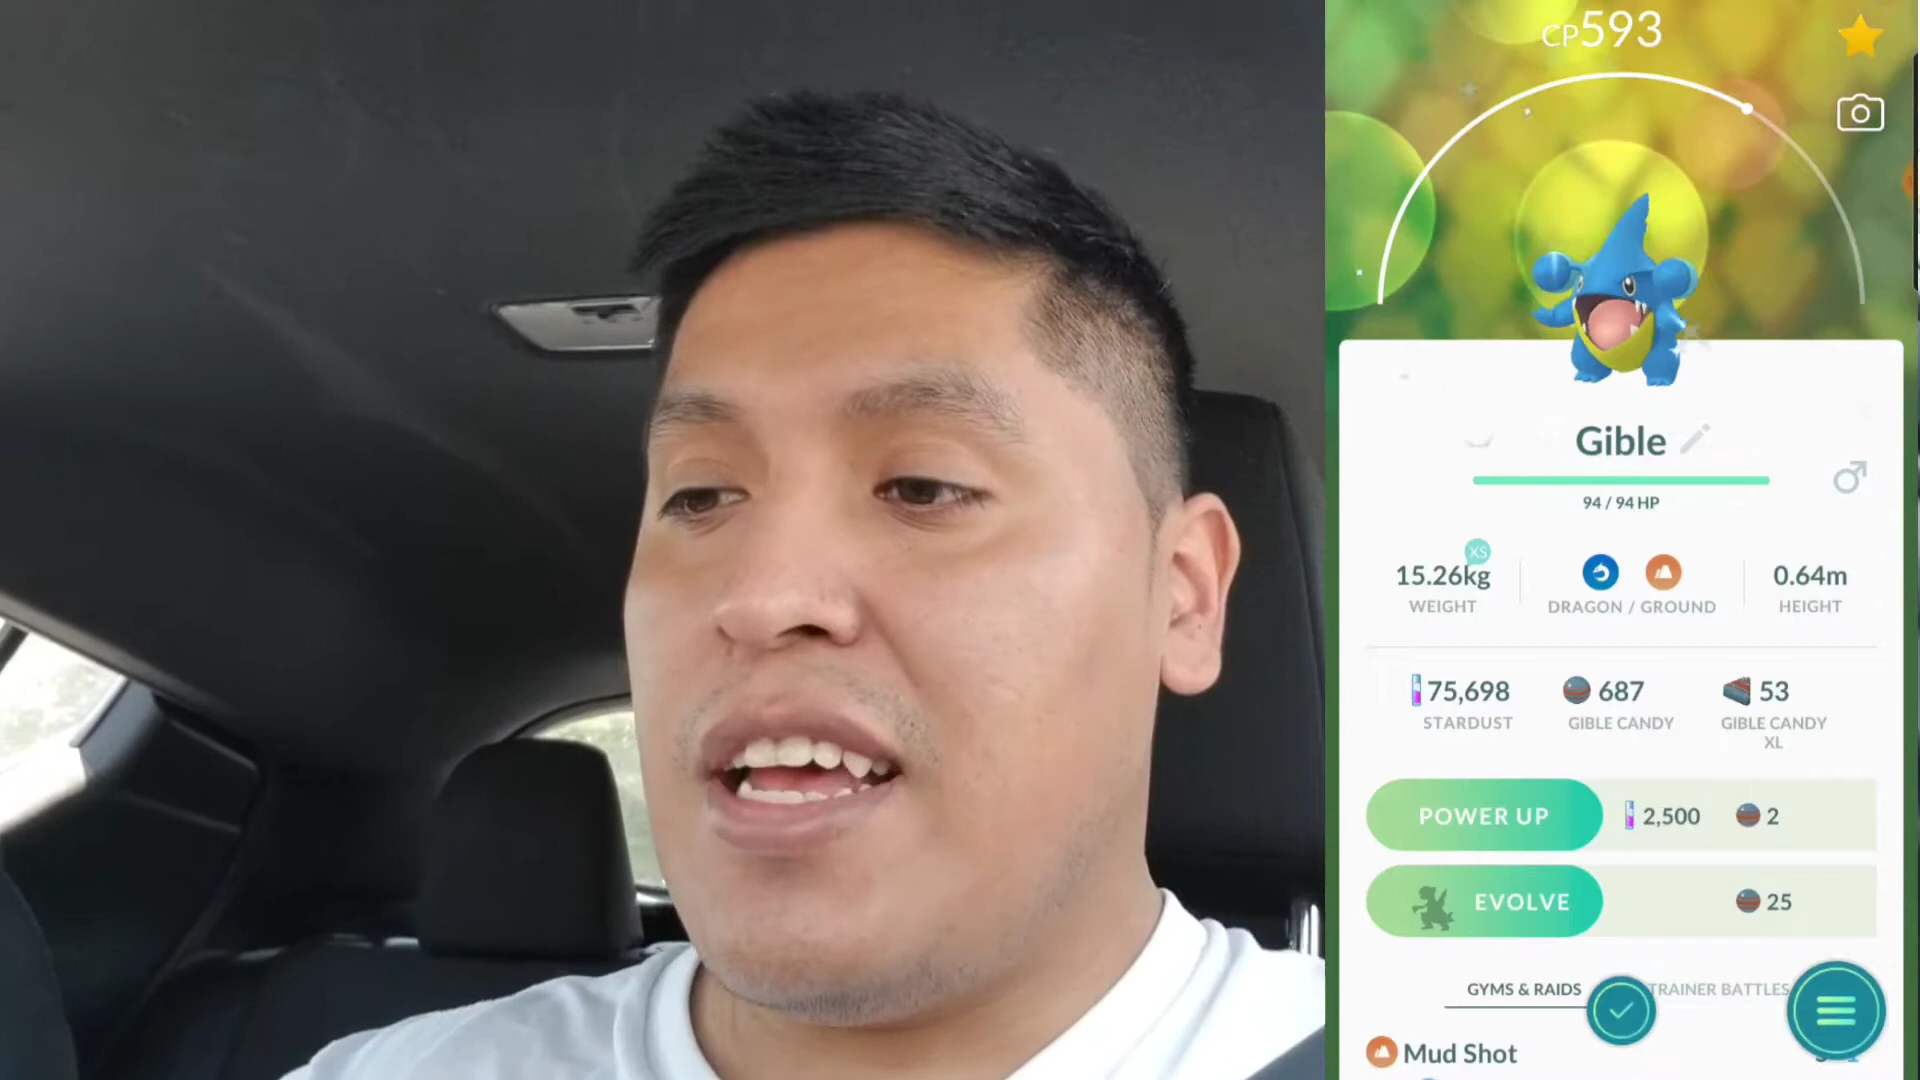 CP593
Gible
94 / 94 HP
XS
15.26kg
WEIGHT
DRAGON / GROUND
0.64m
HEIGHT
75,698
STARDUST
687
GIBLE CANDY
53
GIBLE CANDY
XL
POWER UP
2,500
2
EVOLVE
25
GYMS & RAIDS
TRAINER BATTLES
Mud Shot